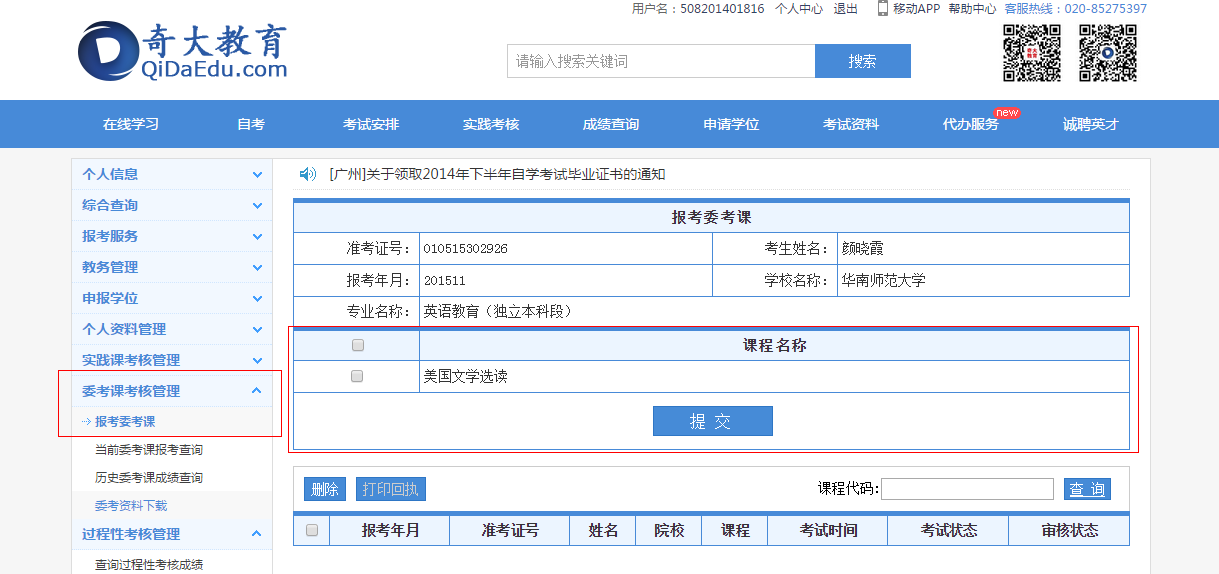 用户名：508201401816 个人中心 退出 移动APP 帮助中心 客服热线：020-85275397
奇大教育
QiDaEdu.com
请输入搜索关键词 搜索
在线学习 自考 考试安排 实践考核 成绩查询 申请学位 考试资料 代办服务 new 诚聘英才
个人信息
综合查询
报考服务
教务管理
申报学位
个人资料管理
实践课考核管理
委考课考核管理
报考委考课
当前委考课报考查询
历史委考课成绩查询
委考资料下载
过程性考核管理
查询过程性考核成绩
[广州]关于领取2014年下半年自学考试毕业证书的通知
报考委考课
准考证号： 010515302926 考生姓名： 颜晓霞
报考年月： 201511 学校名称： 华南师范大学
专业名称： 英语教育（独立本科段）
课程名称
美国文学选读
提 交
删除 打印回执 课程代码: 查 询
报考年月 准考证号 姓名 院校 课程 考试时间 考试状态 审核状态